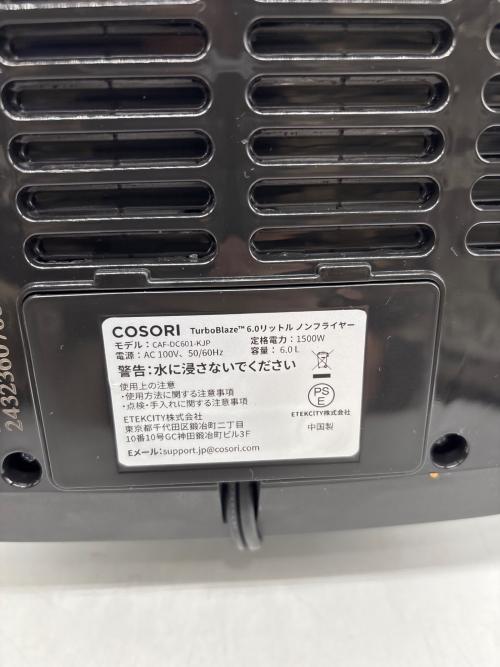 COSORI TurboBlaze™ 6.0リットル ノンフライヤー
モデル：CAF-DC601-KJP 定格電力：1500W
電源：AC 100V、50/60Hz 容量：6.0 L
警告：水に浸さないでください
使用上の注意
・使用方法に関する注意事項
・点検・手入れに関する注意事項
PS
E
ETEKCITY株式会社
ETEKCITY株式会社
東京都千代田区鍛冶町二丁目
中国製
10番10号GC神田鍛冶町ビル3F
Eメール：support.jp@cosori.com